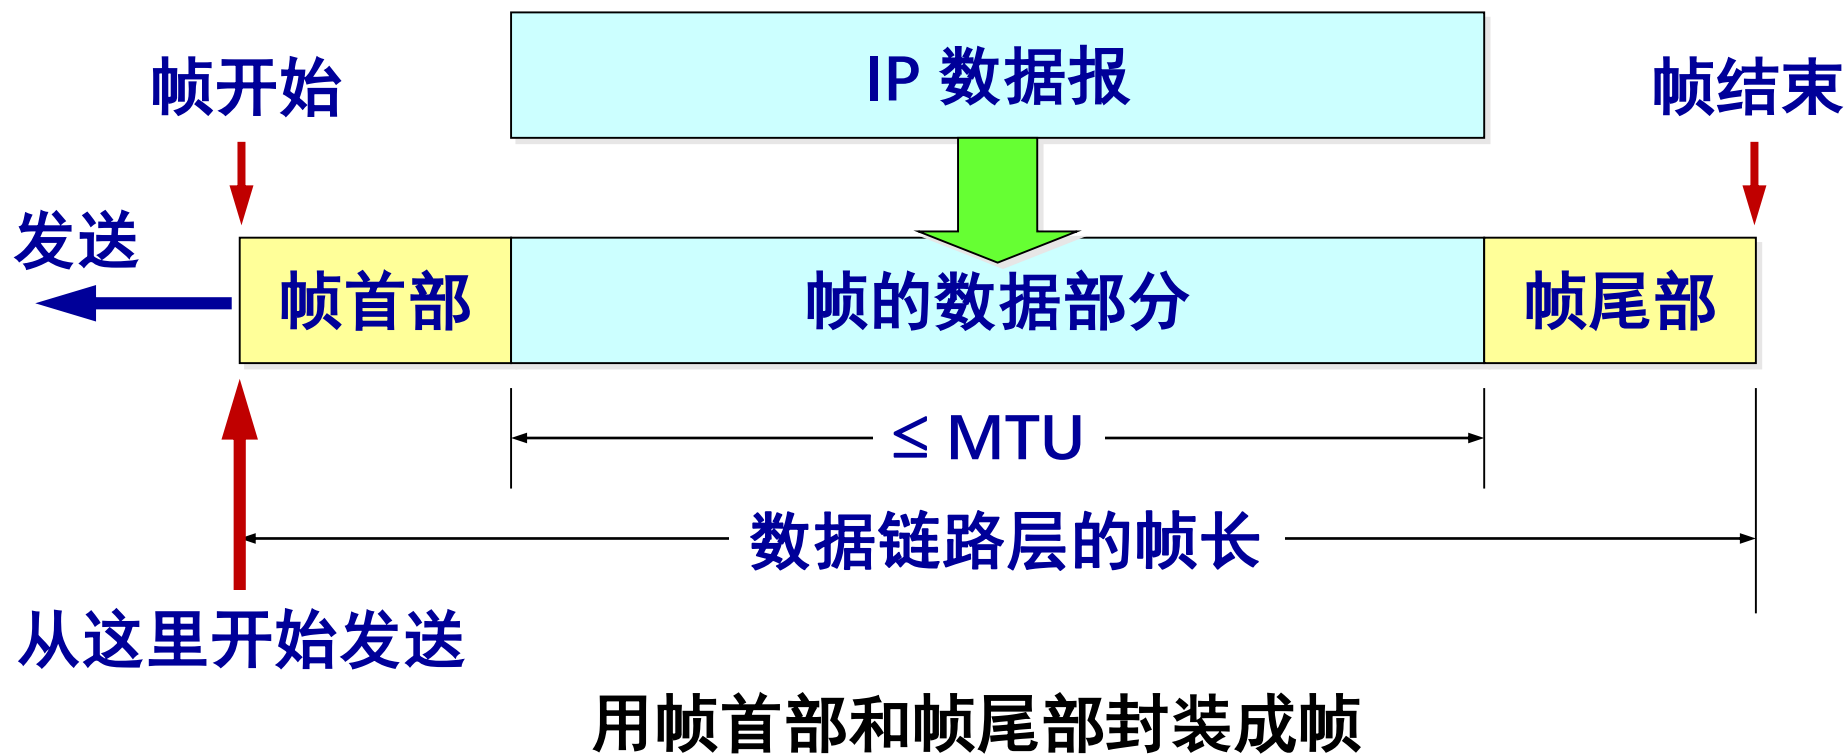 IP 数据报
帧开始
帧结束
发送
帧首部
帧的数据部分
帧尾部
≤ MTU
数据链路层的帧长
从这里开始发送
用帧首部和帧尾部封装成帧